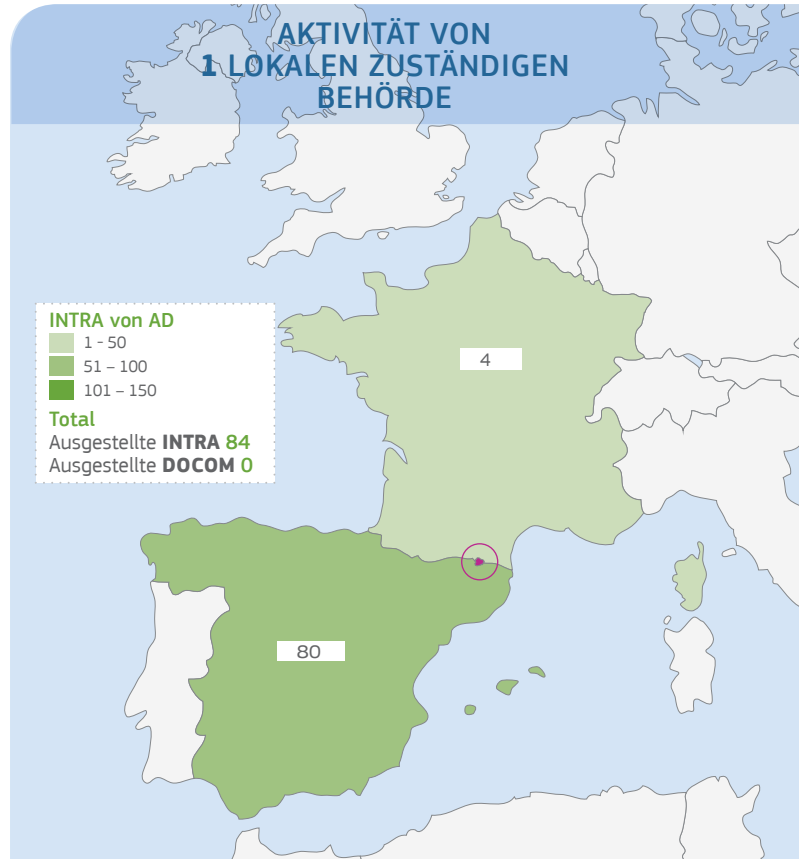 AKTIVITÄT VON
1 LOKALEN ZUSTÄNDIGEN
BEHÖRDE
INTRA von AD
1 - 50
51 – 100
101 – 150
Total
Ausgestellte INTRA 84
Ausgestellte DOCOM 0
4
80